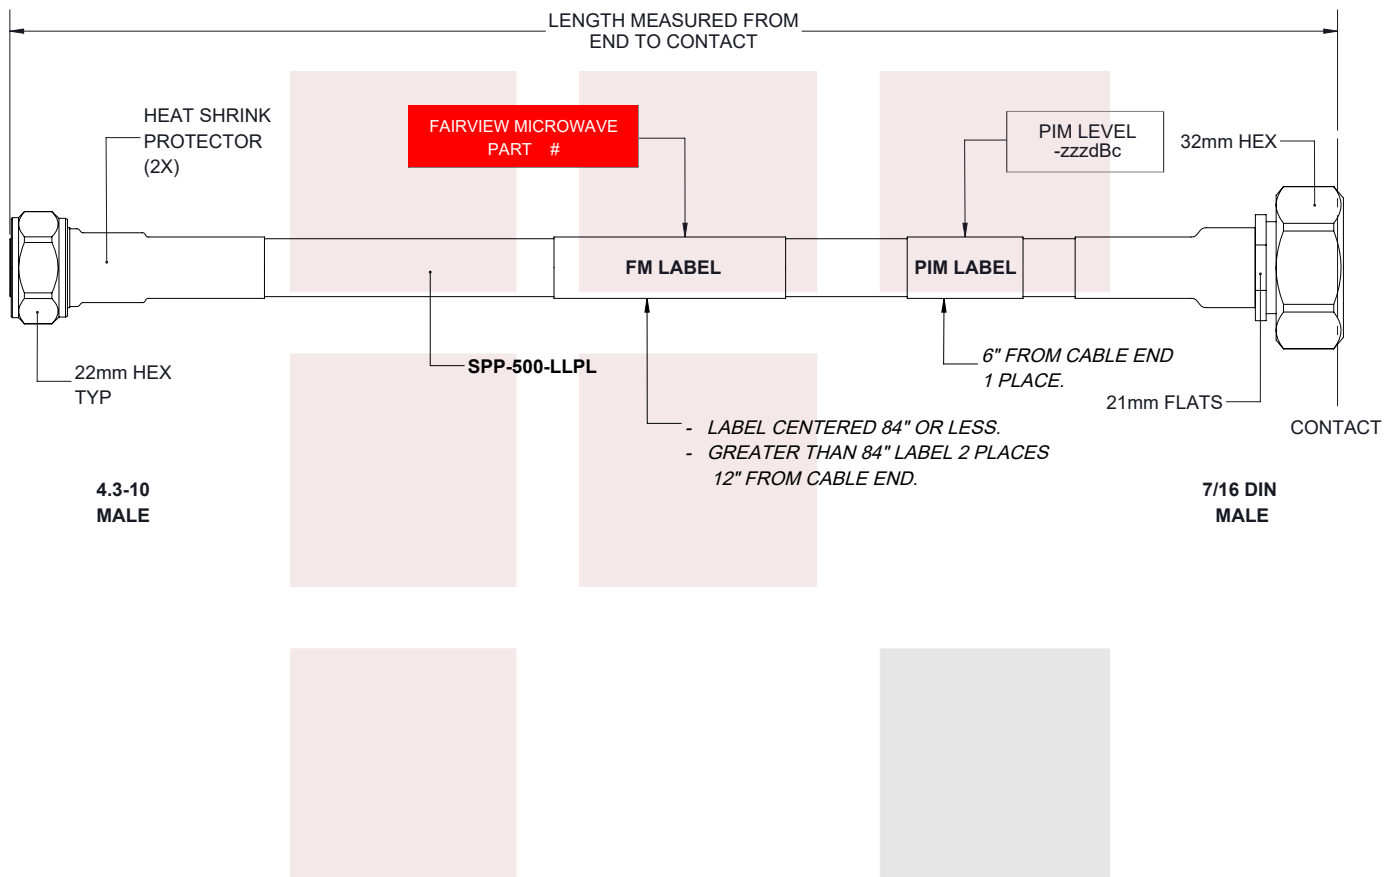 LENGTH MEASURED FROM
END TO CONTACT
HEAT SHRINK
PROTECTOR
(2X)
FAIRVIEW MICROWAVE
PART #
PIM LEVEL
-zzzdBc
32mm HEX
FM LABEL
PIM LABEL
22mm HEX
TYP
SPP-500-LLPL
6" FROM CABLE END
1 PLACE.
21mm FLATS
CONTACT
- LABEL CENTERED 84" OR LESS.
- GREATER THAN 84" LABEL 2 PLACES
12" FROM CABLE END.
4.3-10
MALE
7/16 DIN
MALE